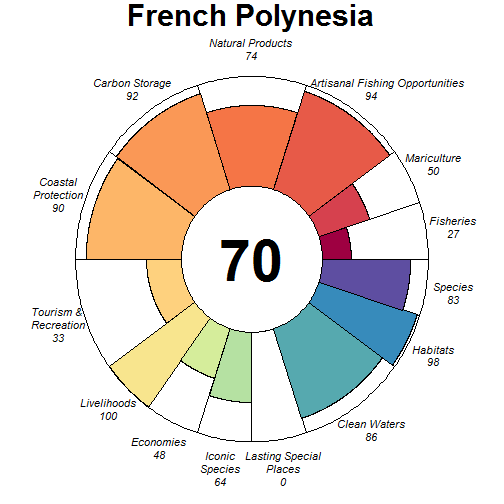 French Polynesia
Natural Products
74
Artisanal Fishing Opportunities
94
Mariculture
50
Fisheries
27
Species
83
Habitats
98
Clean Waters
86
Lasting Special
Places
0
Iconic
Species
64
Economies
48
Livelihoods
100
Tourism &
Recreation
33
Coastal
Protection
90
Carbon Storage
92
70